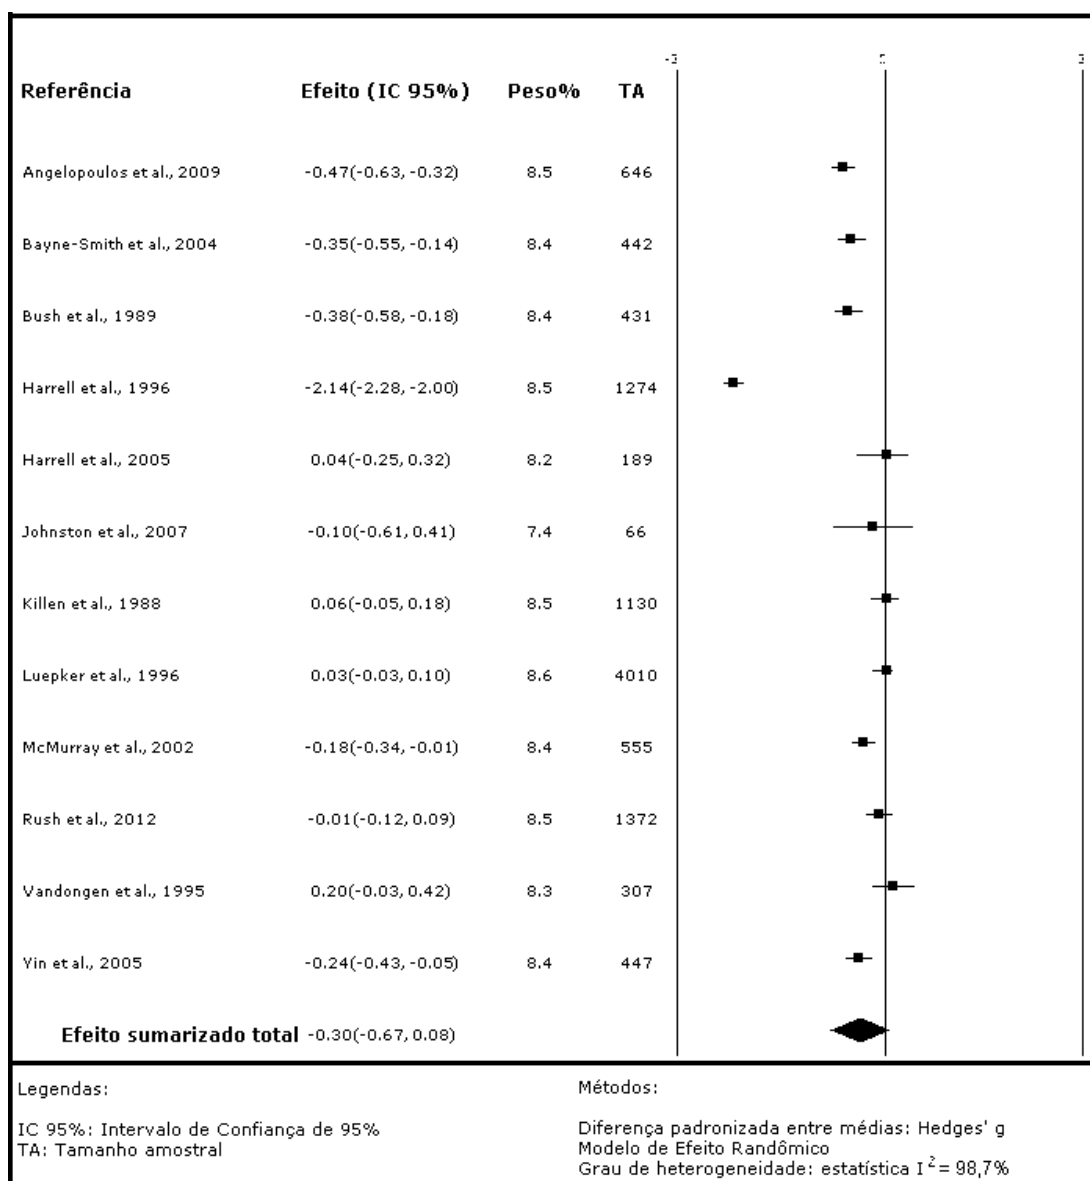 -3 5 3
Referência Efeito (IC 95%) Peso% TA
Angelopoulos et al., 2009 -0.47(-0.63, -0.32) 8.5 646
Bayne-Smith et al., 2004 -0.35(-0.55, -0.14) 8.4 442
Bush et al., 1989 -0.38(-0.58, -0.18) 8.4 431
Harrell et al., 1996 -2.14(-2.28, -2.00) 8.5 1274
Harrell et al., 2005 0.04(-0.25, 0.32) 8.2 189
Johnston et al., 2007 -0.10(-0.61, 0.41) 7.4 66
Killen et al., 1988 0.06(-0.05, 0.18) 8.5 1130
Luepker et al., 1996 0.03(-0.03, 0.10) 8.6 4010
McMurray et al., 2002 -0.18(-0.34, -0.01) 8.4 555
Rush et al., 2012 -0.01(-0.12, 0.09) 8.5 1372
Vandongen et al., 1995 0.20(-0.03, 0.42) 8.3 307
Yin et al., 2005 -0.24(-0.43, -0.05) 8.4 447
Efeito sumarizado total -0.30(-0.67, 0.08)
Legendas:
IC 95%: Intervalo de Confiança de 95%
TA: Tamanho amostral
Métodos:
Diferença padronizada entre médias: Hedges' g
Modelo de Efeito Randômico
Grau de heterogeneidade: estatística I²= 98,7%